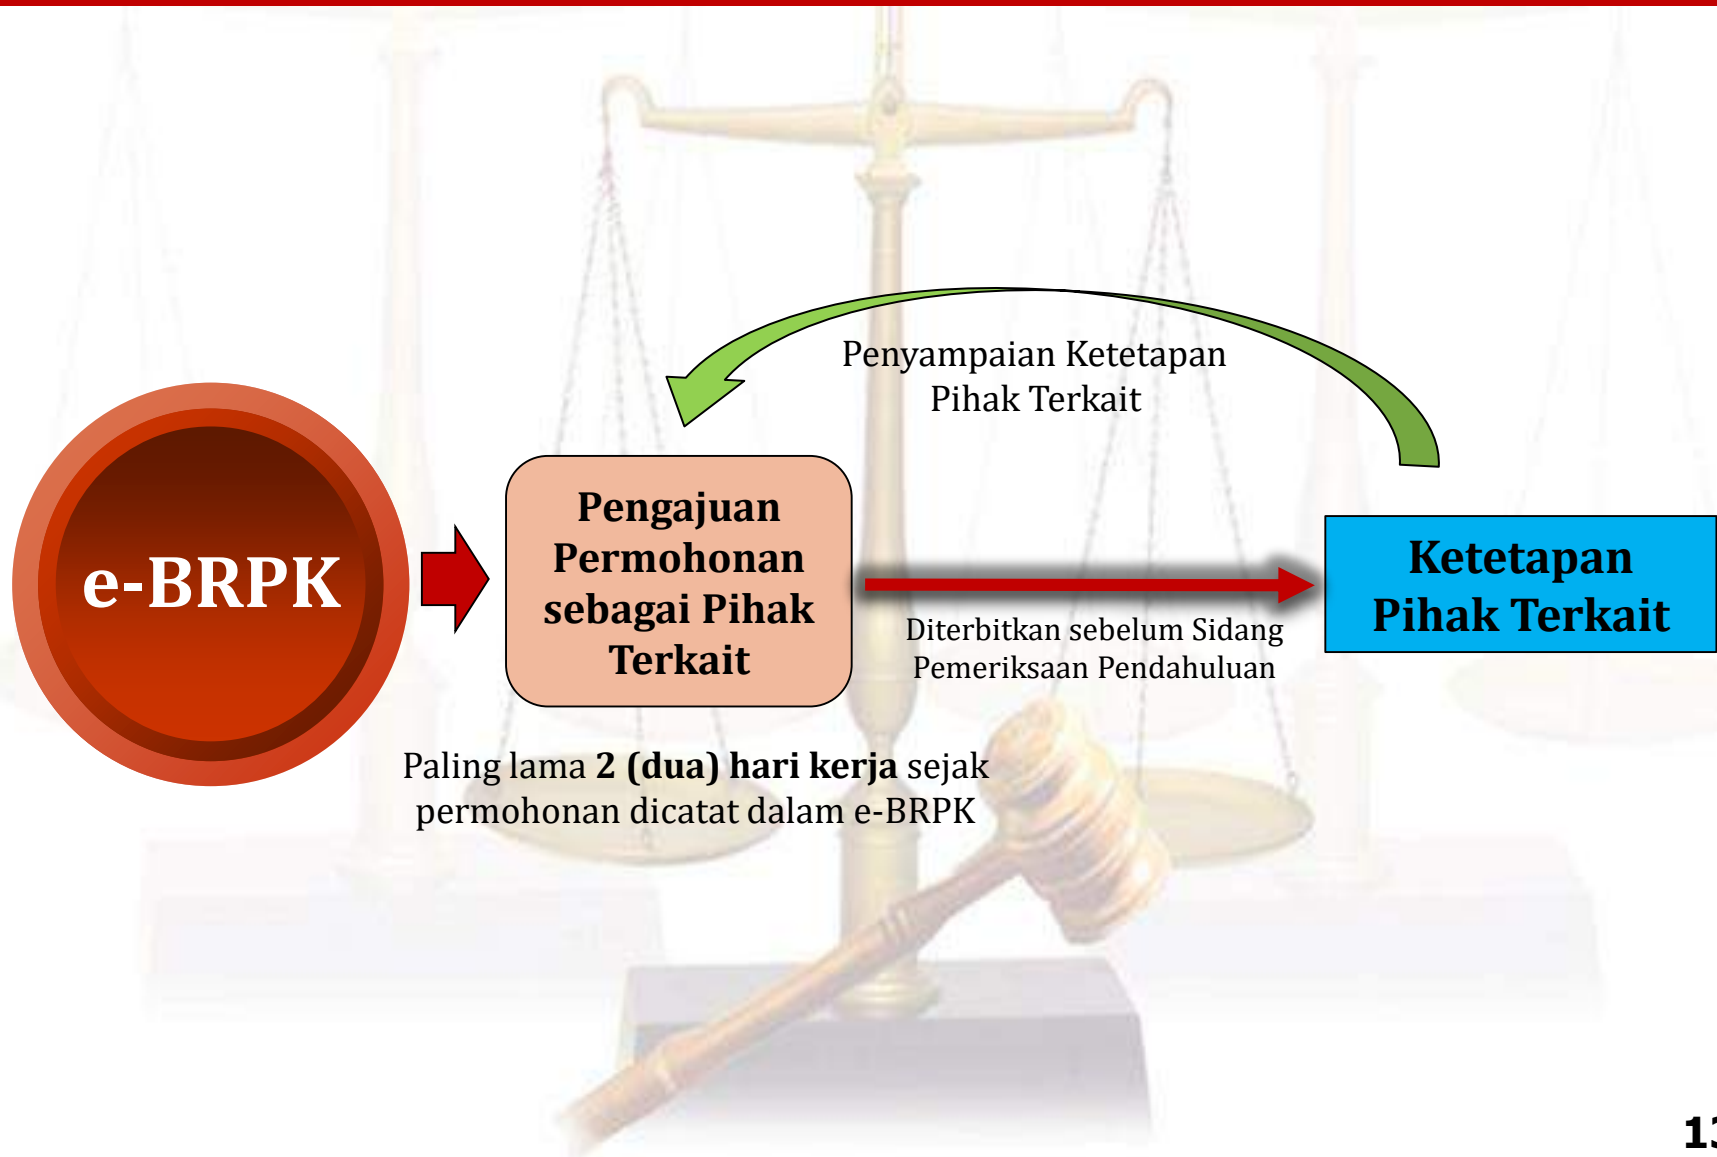 Penyampaian Ketetapan
Pihak Terkait
e-BRPK
Pengajuan
Permohonan
sebagai Pihak
Terkait
Diterbitkan sebelum Sidang
Pemeriksaan Pendahuluan
Ketetapan
Pihak Terkait
Paling lama 2 (dua) hari kerja sejak
permohonan dicatat dalam e-BRPK
13